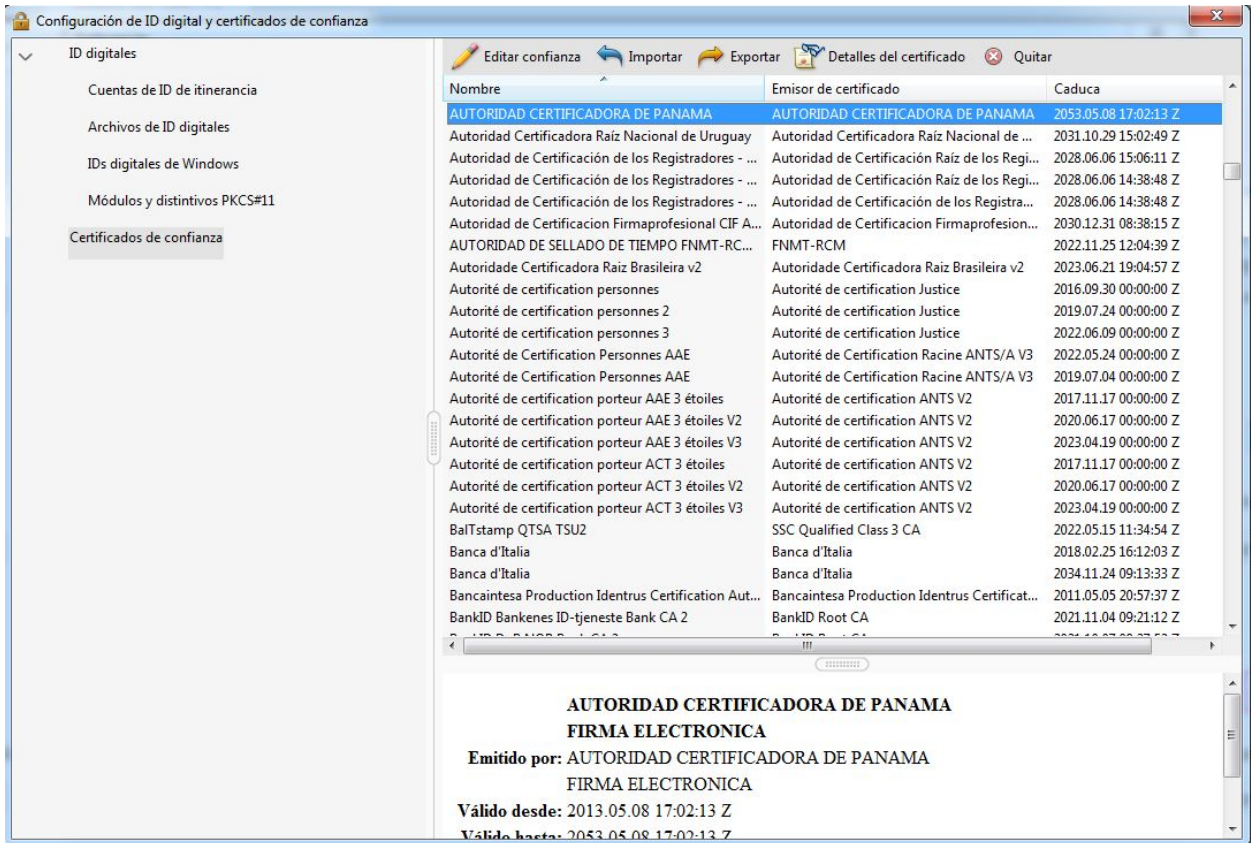 Configuración de ID digital y certificados de confianza
ID digitales
Cuentas de ID de itinerancia
Archivos de ID digitales
IDs digitales de Windows
Módulos y distintivos PKCS#11
Certificados de confianza
Editar confianza Importar Exportar Detalles del certificado Quitar
Nombre Emisor de certificado Caduca
AUTORIDAD CERTIFICADORA DE PANAMA AUTORIDAD CERTIFICADORA DE PANAMA 2053.05.08 17:02:13 Z
Autoridad Certificadora Raíz Nacional de Uruguay Autoridad Certificadora Raíz Nacional de ... 2031.10.29 15:02:49 Z
Autoridad de Certificación de los Registradores - ... Autoridad de Certificación Raíz de los Regi... 2028.06.06 15:06:11 Z
Autoridad de Certificación de los Registradores - ... Autoridad de Certificación Raíz de los Regi... 2028.06.06 14:38:48 Z
Autoridad de Certificación de los Registradores - ... Autoridad de Certificación de los Registra... 2028.06.06 14:38:48 Z
Autoridad de Certificacion Firmaprofesional CIF A... Autoridad de Certificacion Firmaprofesion... 2030.12.31 08:38:15 Z
AUTORIDAD DE SELLADO DE TIEMPO FNMT-RC... FNMT-RCM 2022.11.25 12:04:39 Z
Autoridade Certificadora Raiz Brasileira v2 Autoridade Certificadora Raiz Brasileira v2 2023.06.21 19:04:57 Z
Autorité de certification personnes Autorité de certification Justice 2016.09.30 00:00:00 Z
Autorité de certification personnes 2 Autorité de certification Justice 2019.07.24 00:00:00 Z
Autorité de certification personnes 3 Autorité de certification Justice 2022.06.09 00:00:00 Z
Autorité de Certification Personnes AAE Autorité de Certification Racine ANTS/A V3 2022.05.24 00:00:00 Z
Autorité de Certification Personnes AAE Autorité de Certification Racine ANTS/A V3 2019.07.04 00:00:00 Z
Autorité de certification porteur AAE 3 étoiles Autorité de certification ANTS V2 2017.11.17 00:00:00 Z
Autorité de certification porteur AAE 3 étoiles V2 Autorité de certification ANTS V2 2020.06.17 00:00:00 Z
Autorité de certification porteur AAE 3 étoiles V3 Autorité de certification ANTS V2 2023.04.19 00:00:00 Z
Autorité de certification porteur ACT 3 étoiles Autorité de certification ANTS V2 2017.11.17 00:00:00 Z
Autorité de certification porteur ACT 3 étoiles V2 Autorité de certification ANTS V2 2020.06.17 00:00:00 Z
Autorité de certification porteur ACT 3 étoiles V3 Autorité de certification ANTS V2 2023.04.19 00:00:00 Z
BalTstamp QTSA TSU2 SSC Qualified Class 3 CA 2022.05.15 11:34:54 Z
Banca d'Italia Banca d'Italia 2018.02.25 16:12:03 Z
Banca d'Italia Banca d'Italia 2034.11.24 09:13:33 Z
Bancaintesa Production Identrus Certification Aut... Bancaintesa Production Identrus Certificat... 2011.05.05 20:57:37 Z
BankID Bankenes ID-tjeneste Bank CA 2 BankID Root CA 2021.11.04 09:21:12 Z
AUTORIDAD CERTIFICADORA DE PANAMA
FIRMA ELECTRONICA
Emitido por: AUTORIDAD CERTIFICADORA DE PANAMA
FIRMA ELECTRONICA
Válido desde: 2013.05.08 17:02:13 Z
Válido hasta: 2053.05.08 17:02:13 Z